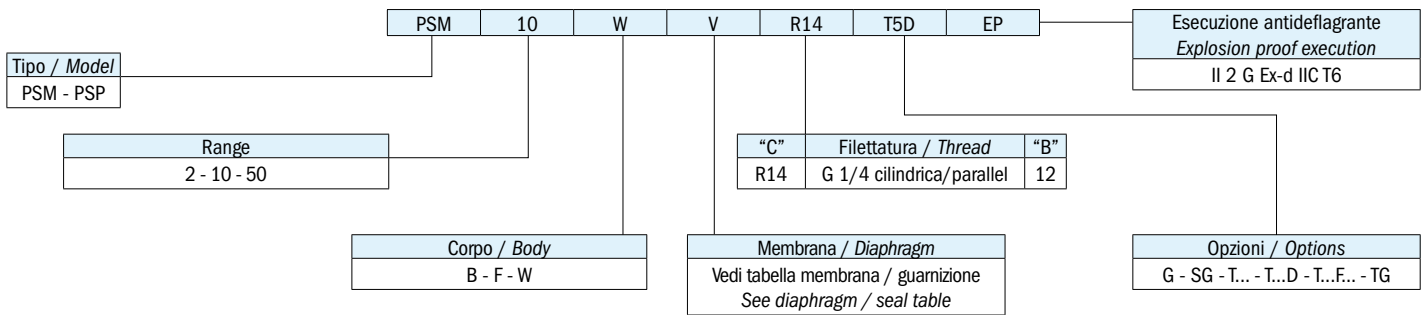 PSM 10 W V R14 T5D EP
Esecuzione antideflagrante
Explosion proof execution
II 2 G Ex-d IIC T6
Tipo / Model
PSM - PSP
Range
2 - 10 - 50
“C” Filettatura / Thread “B”
R14 G 1/4 cilindrica/parallel 12
Corpo / Body
B - F - W
Membrana / Diaphragm
Vedi tabella membrana / guarnizione
See diaphragm / seal table
Opzioni / Options
G - SG - T... - T...D - T...F... - TG